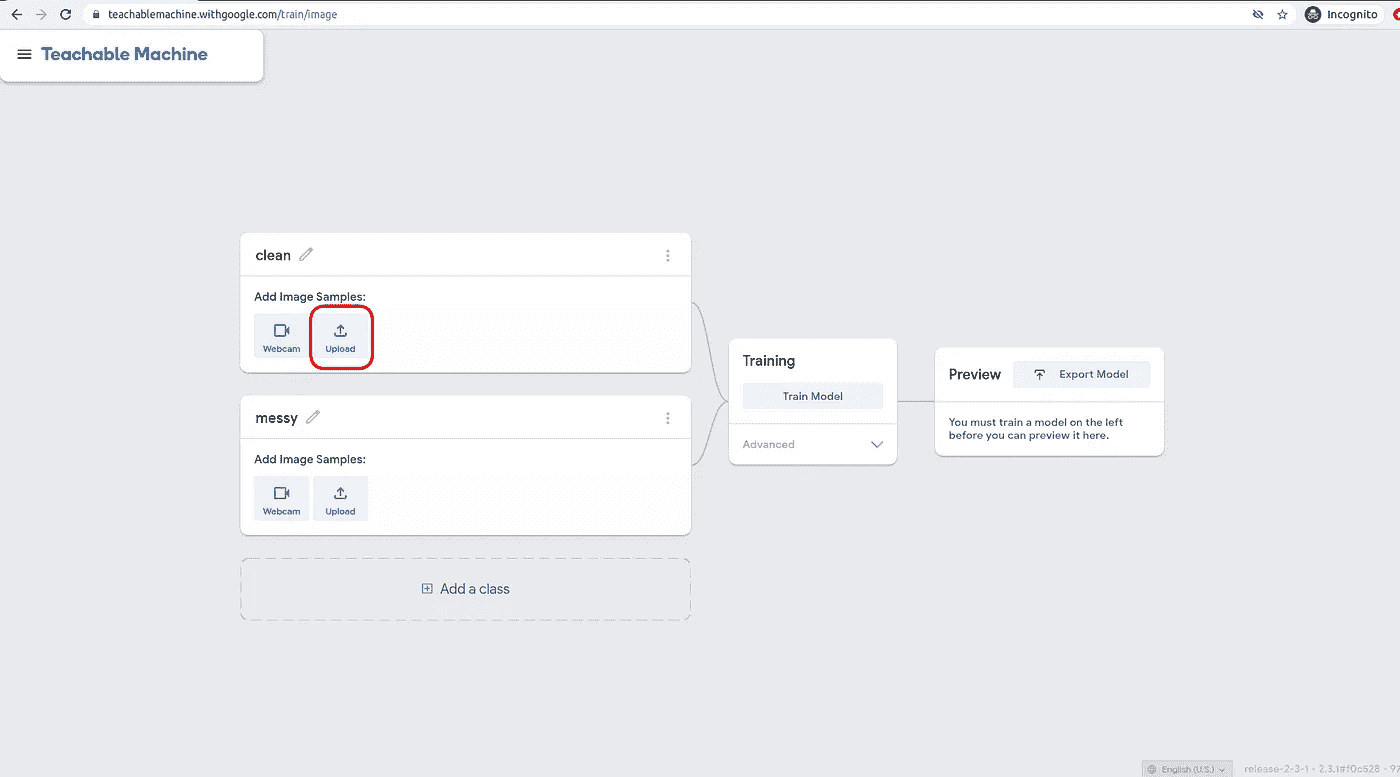 teachablemachine.withgoogle.com/train/image
Incognito
Teachable Machine
clean
Add Image Samples:
Webcam
Upload
messy
Add Image Samples:
Webcam
Upload
Add a class
Training
Train Model
Advanced
Preview
Export Model
You must train a model on the left
before you can preview it here.
English (U.S.)
release-2-3-1 - 2.3.1#f0c528 - 97